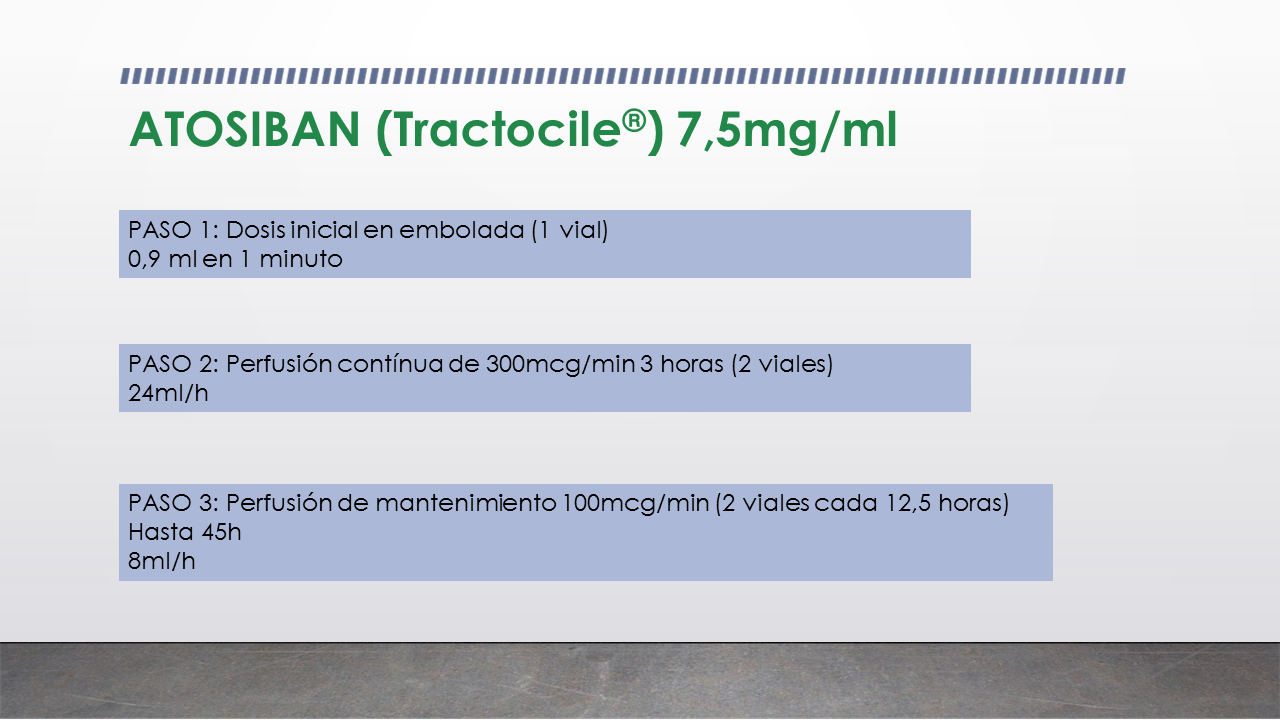 ATOSIBAN (Tractocile®) 7,5mg/ml
PASO 1: Dosis inicial en embolada (1 vial)
0,9 ml en 1 minuto
PASO 2: Perfusión contínua de 300mcg/min 3 horas (2 viales)
24ml/h
PASO 3: Perfusión de mantenimiento 100mcg/min (2 viales cada 12,5 horas)
Hasta 45h
8ml/h